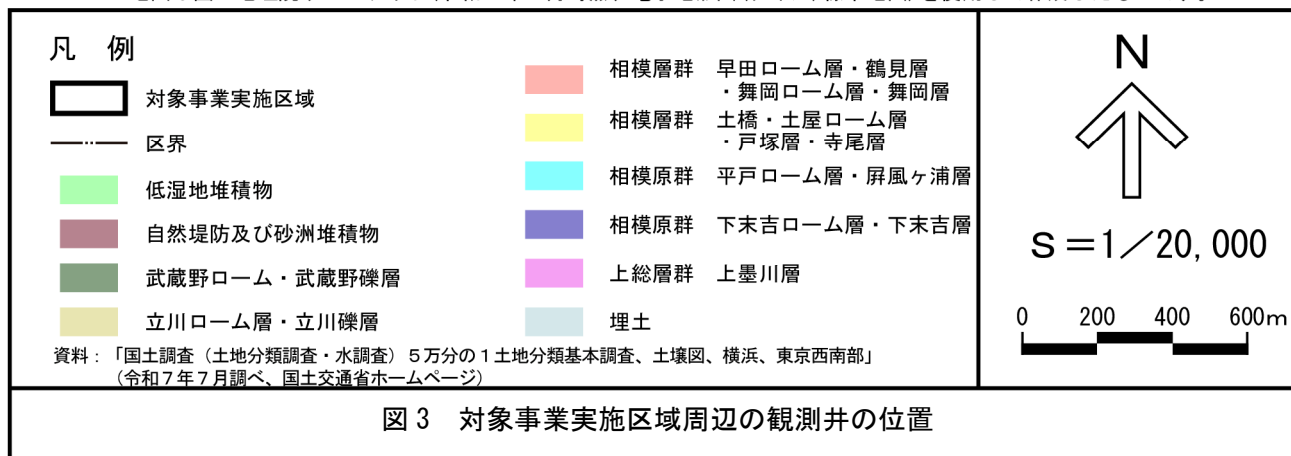 凡 例
対象事業実施区域
区界
低湿地堆積物
自然堤防及び砂洲堆積物
武蔵野ローム・武蔵野礫層
立川ローム層・立川礫層
相模層群 早田ローム層・鶴見層
・舞岡ローム層・舞岡層
相模層群 土橋・土屋ローム層
・戸塚層・寺尾層
相模原群 平戸ローム層・屛風ヶ浦層
相模原群 下末吉ローム層・下末吉層
上総層群 上墨川層
埋土
資料:「国土調査(土地分類調査・水調査)5万分の1土地分類基本調査、土壌図、横浜、東京西南部」
(令和7年7月調べ、国土交通省ホームページ)
N
S=1/20,000
0 200 400 600m
図3 対象事業実施区域周辺の観測井の位置